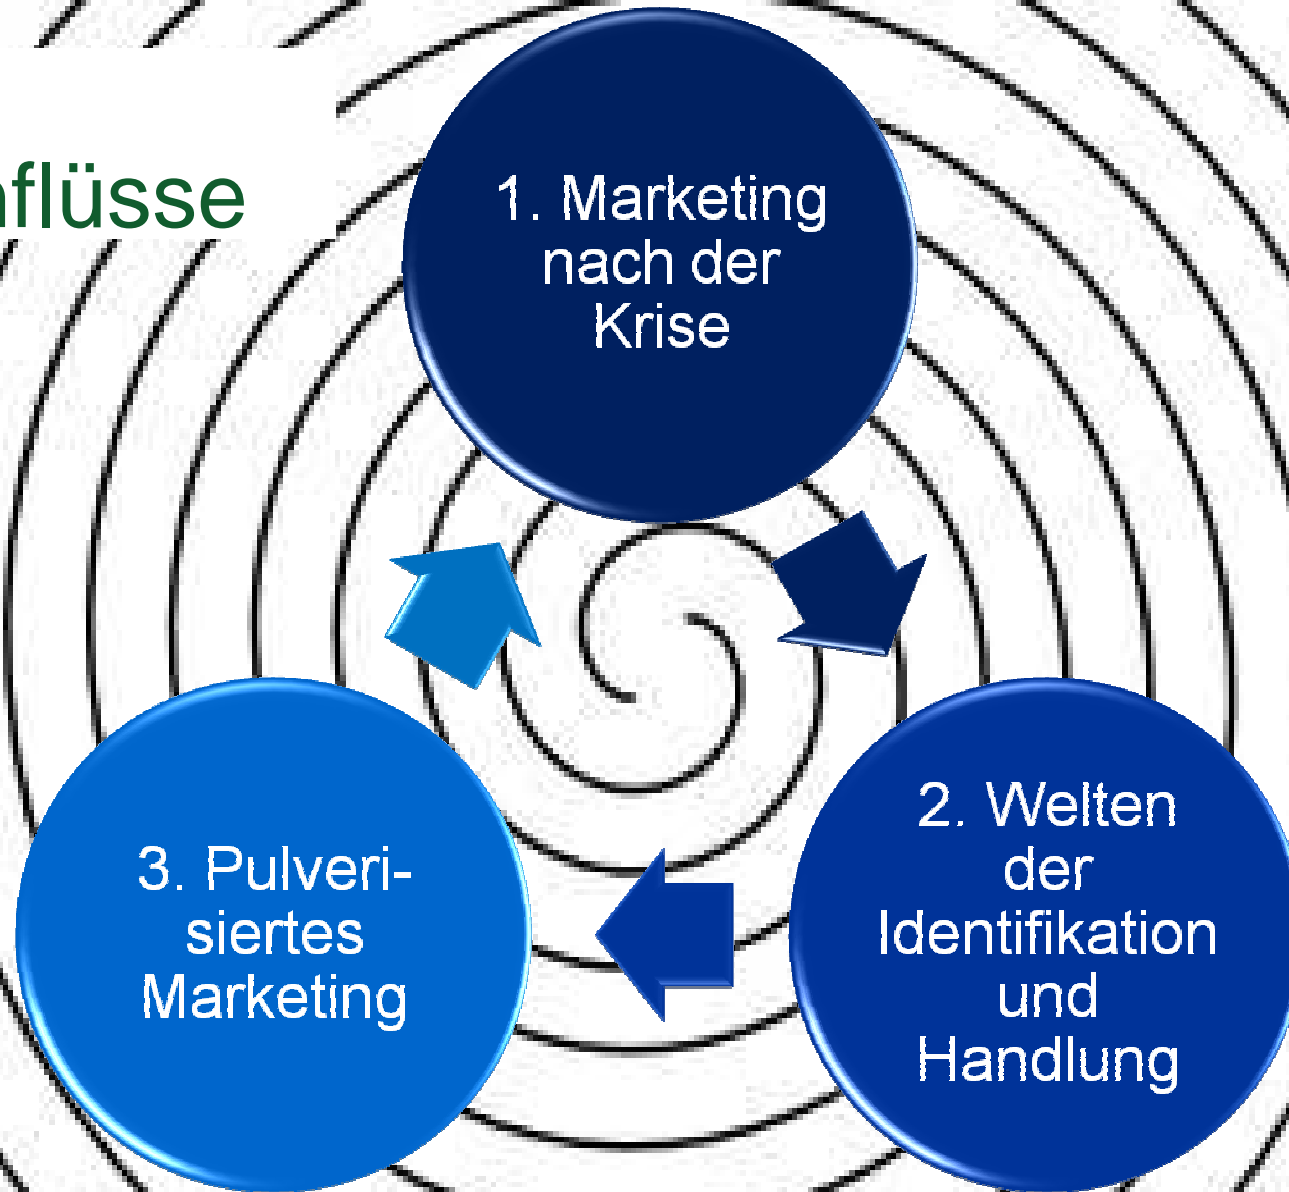 nflüsse
1. Marketing
nach der
Krise
2. Welten
der
Identifikation
und
Handlung
3. Pulveri-
siertes
Marketing